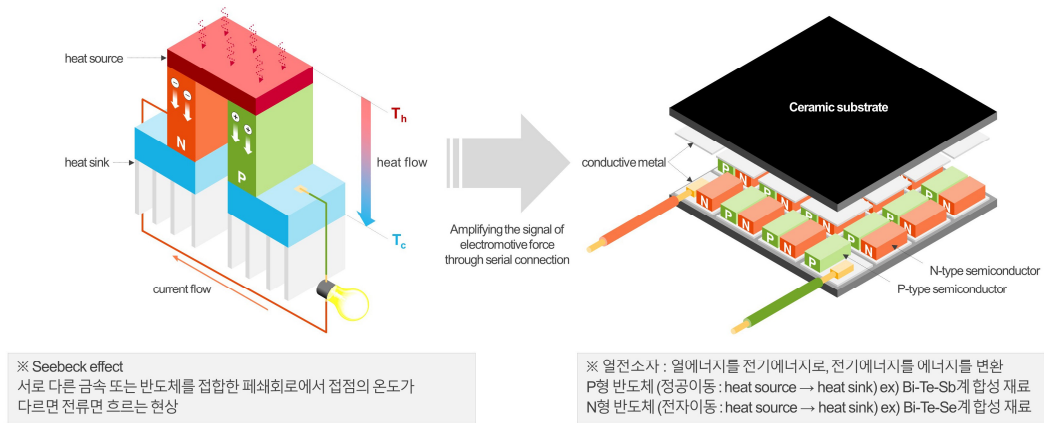 heat source
N
P
T_h
heat flow
heat sink
T_c
current flow
Amplifying the signal of
electromotive force
through serial connection
Ceramic substrate
conductive metal
P N P N P N P N P
N
P
N-type semiconductor
P-type semiconductor
※ Seebeck effect
서로 다른 금속 또는 반도체를 접합한 페쇄회로에서 접점의 온도가
다르면 전류면 흐르는 현상
※ 열전소자 : 열에너지를 전기에너지로, 전기에너지를 에너지를 변환
P형 반도체 (정공이동 : heat source → heat sink) ex) Bi-Te-Sb계 합성 재료
N형 반도체 (전자이동 : heat source → heat sink) ex) Bi-Te-Se계 합성 재료